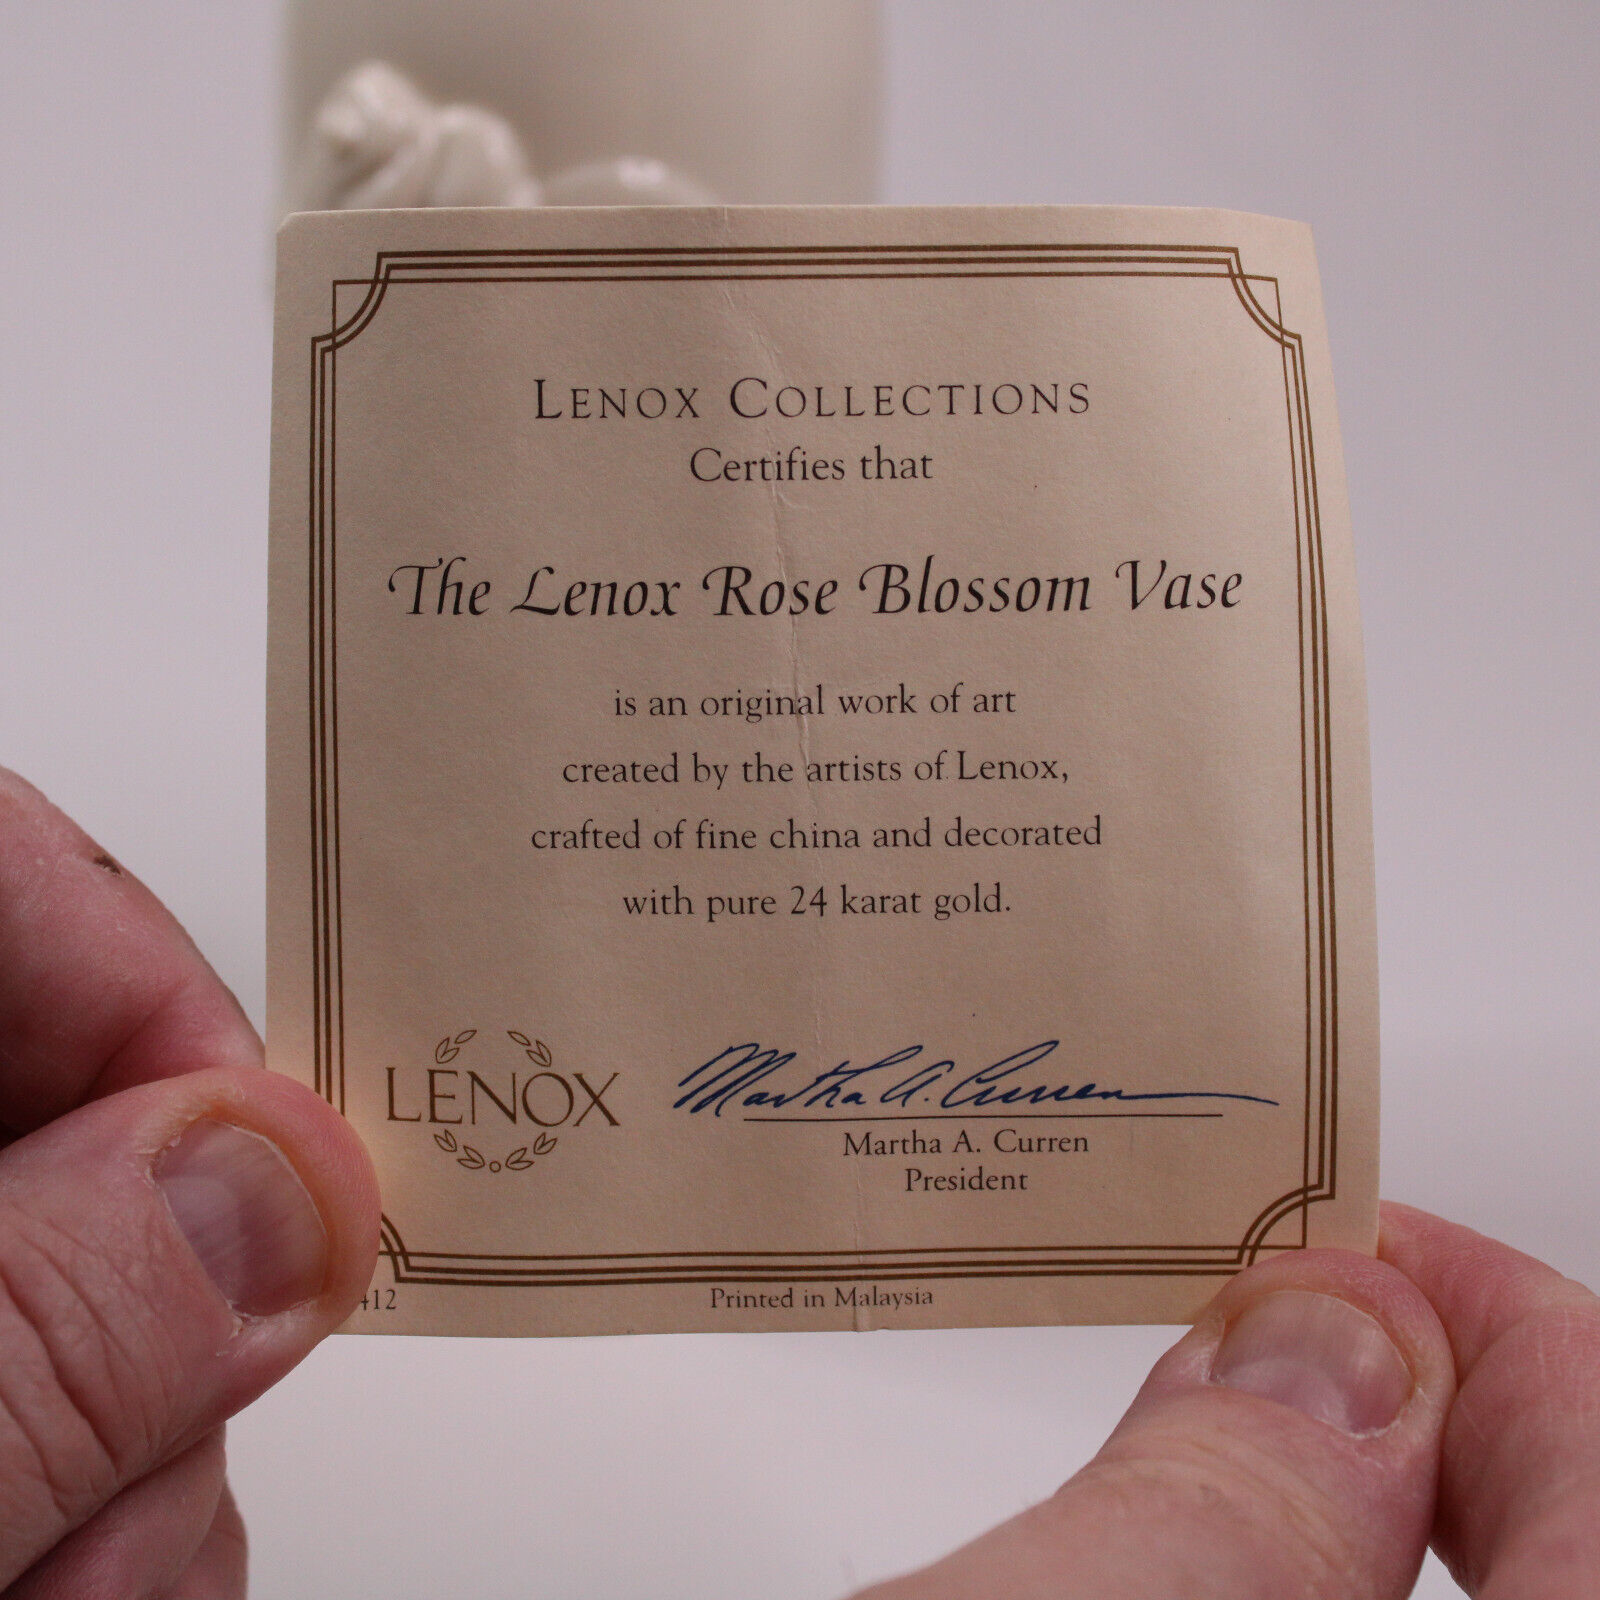 LENOX COLLECTIONS
Certifies that
The Lenox Rose Blossom Vase
is an original work of art
created by the artists of Lenox,
crafted of fine china and decorated
with pure 24 karat gold.
LENOX
Martha A. Curren
Martha A. Curren
President
Printed in Malaysia